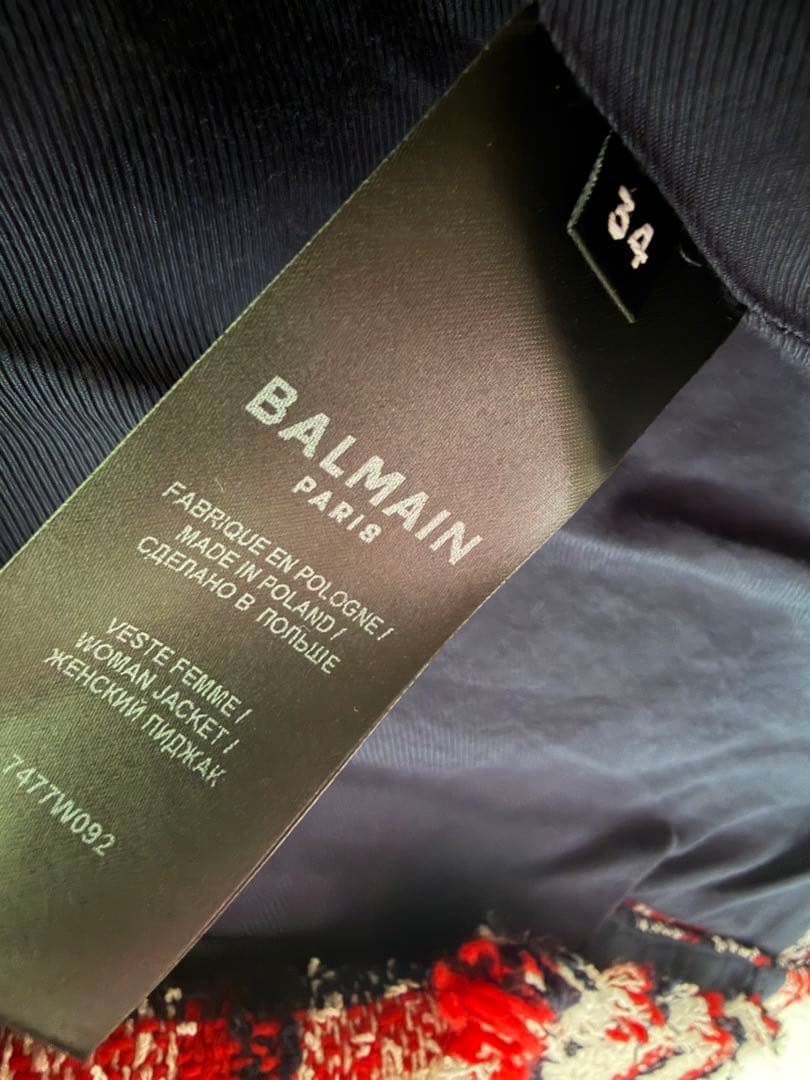 34
BALMAIN
PARIS
FABRIQUE EN POLOGNE/
MADE IN POLAND/
СДЕЛАНО В ПОЛЬШЕ
VESTE FEMME/
WOMAN JACKET/
ЖЕНСКИЙ ПИДЖАК
7477W092